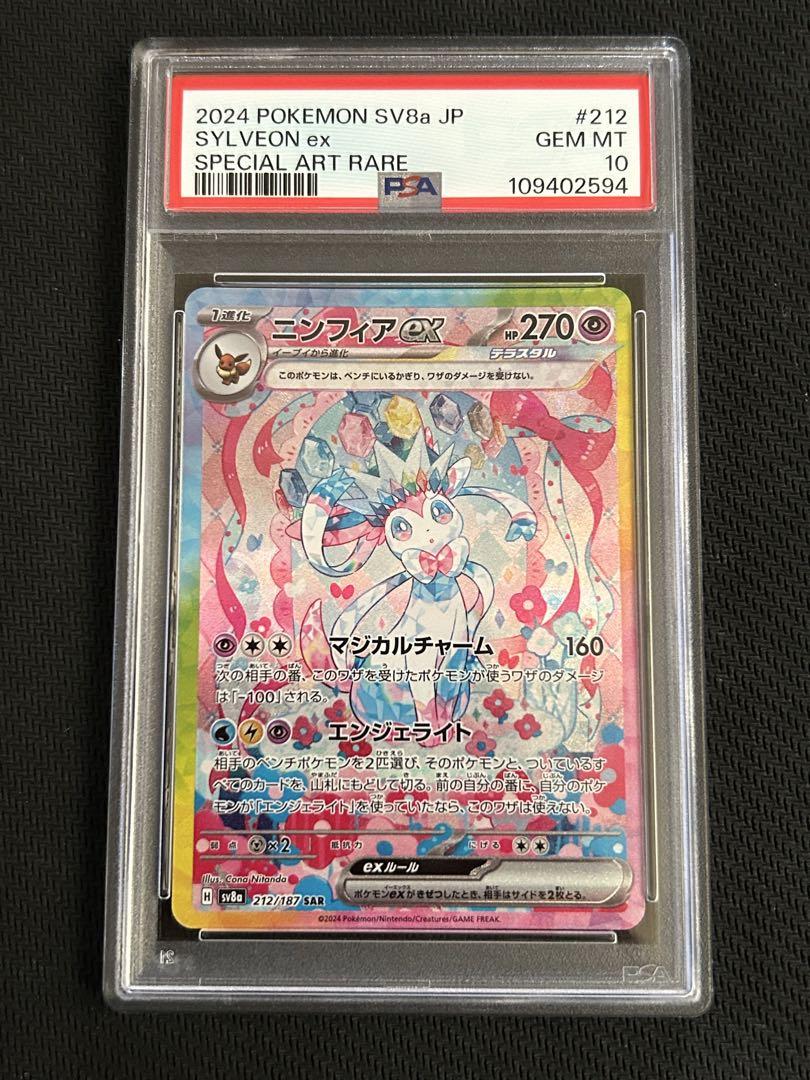 2024 POKEMON SV8a JP #212
SYLVEON ex GEM MT
SPECIAL ART RARE 10
PSA 109402594
1進化 ニンフィアex HP270
イーブイから進化 テラスタル
このポケモンは、ベンチにいるかぎり、ワザのダメージを受けない。
マジカルチャーム 160
次の相手の番、このワザを受けたポケモンが使うワザのダメージ
は「-100」される。
エンジェライト
相手のベンチポケモンを2匹選び、そのポケモンと、ついているす
べてのカードを、山札にもどして切る。前の自分の番に、自分のポケ
モンが「エンジェライト」を使っていたなら、このワザは使えない。
弱点 ×2 抵抗力 にげる
exルール
ポケモンexがきぜつしたとき、相手はサイドを2枚とる。
Illus. Cona Nitanda
H sv8a 212/187 SAR
©2024 Pokémon/Nintendo/Creatures/GAME FREAK.
PSA